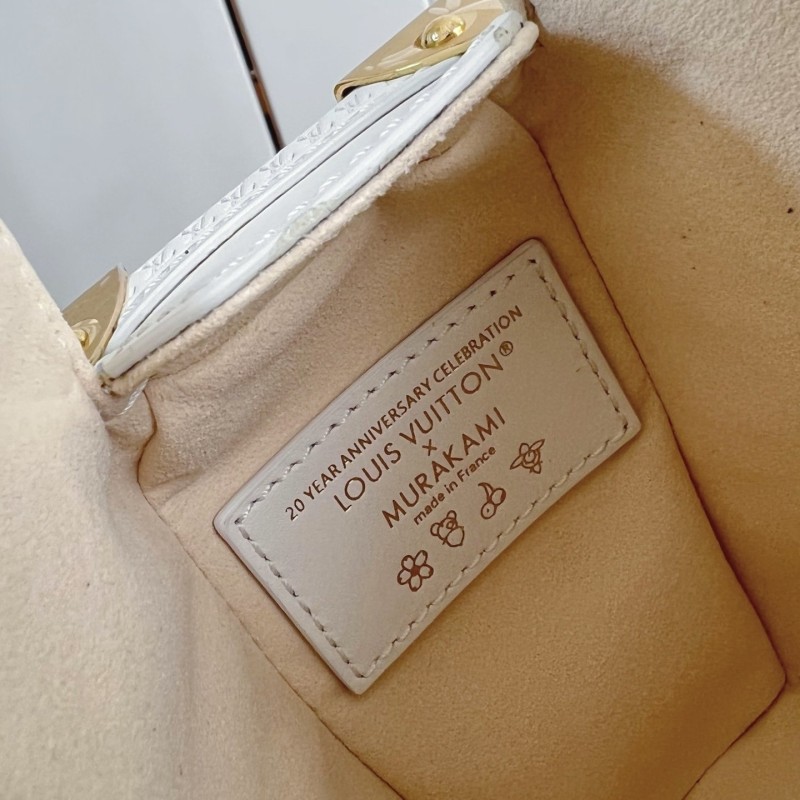 20 YEAR ANNIVERSARY CELEBRATION
LOUIS VUITTON®
×
MURAKAMI
made in France